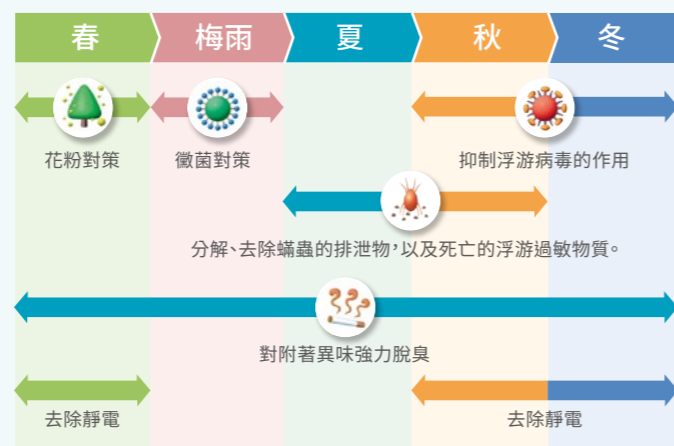 春 梅雨 夏 秋 冬
花粉對策 黴菌對策 抑制浮游病毒的作用
分解、去除蟎蟲的排泄物，以及死亡的浮游過敏物質。
對附著異味強力脫臭
去除靜電 去除靜電